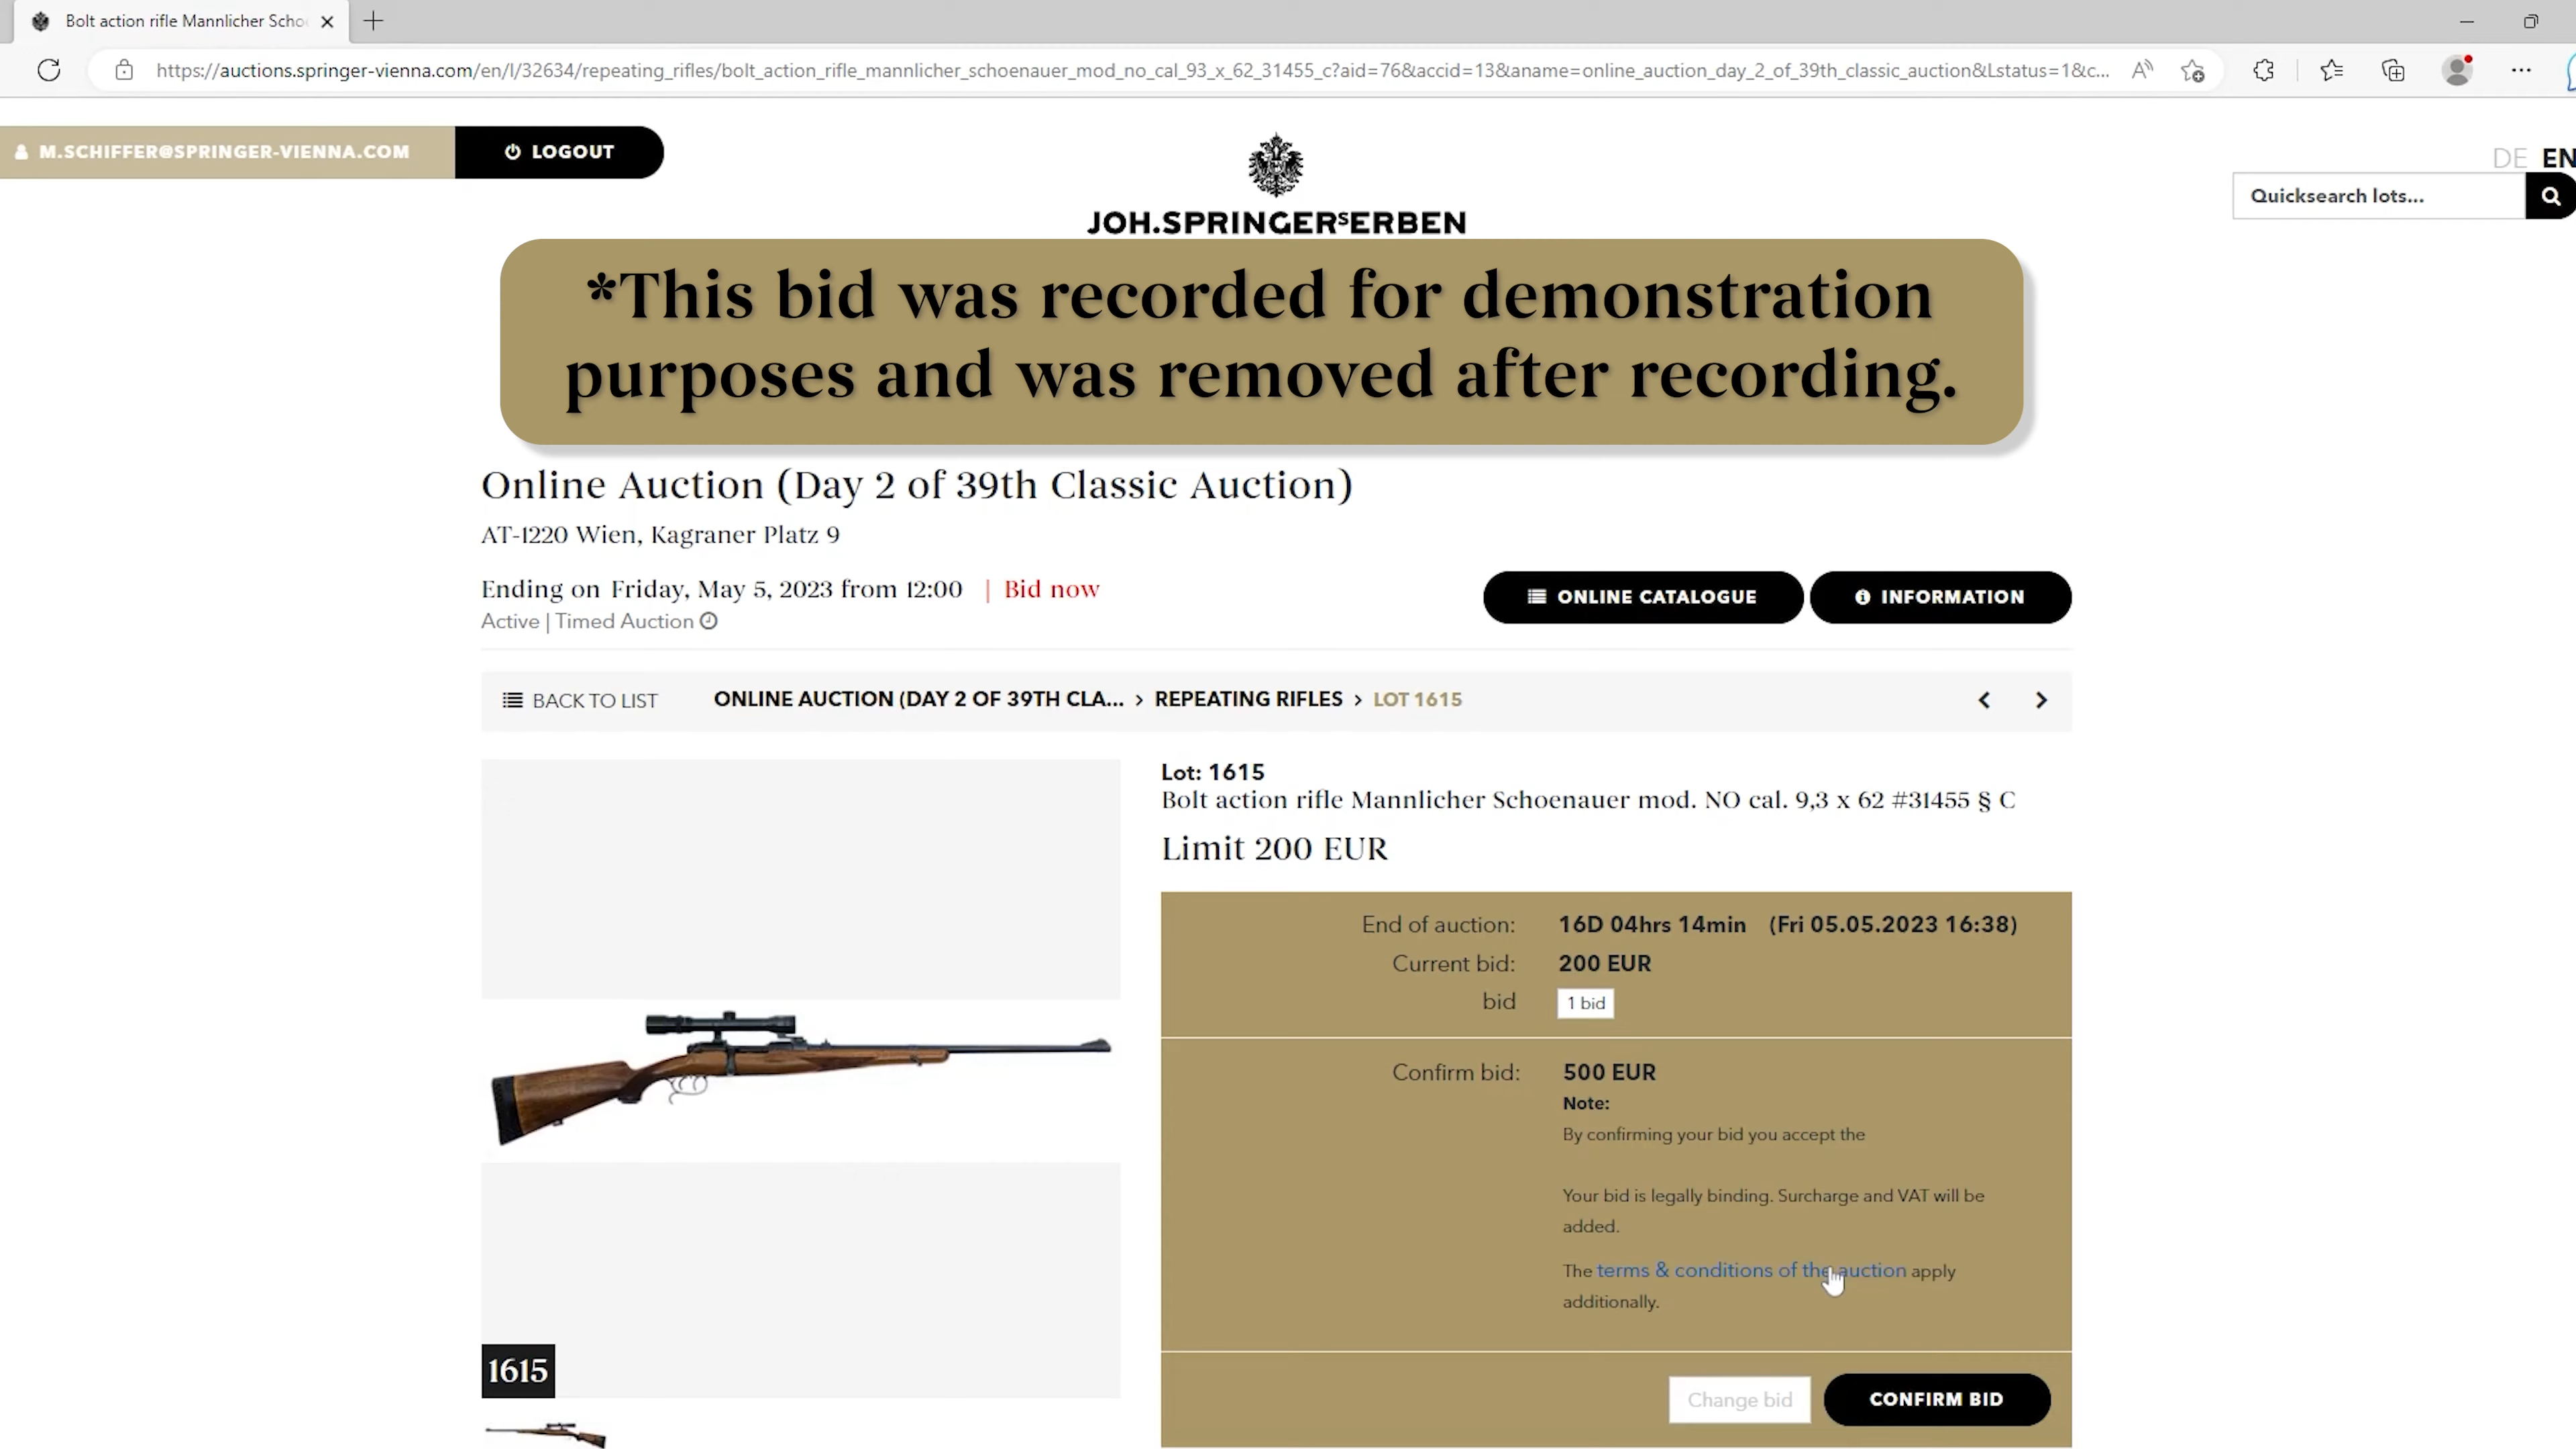 Bolt action rifle Mannlicher Scho
https://auctions.springer-vienna.com/en/l/32634/repeating_rifles/bolt_action_rifle_mannlicher_schoenauer_mod_no_cal_93_x_62_31455_c?aid=76&accid=13&aname=online_auction_day_2_of_39th_classic_auction&Lstatus=1&c...
M.SCHIFFER@SPRINGER-VIENNA.COM LOGOUT
DE EN
Quicksearch lots...
JOH.SPRINGER'S ERBEN
*This bid was recorded for demonstration
purposes and was removed after recording.
Online Auction (Day 2 of 39th Classic Auction)
AT-1220 Wien, Kagraner Platz 9
Ending on Friday, May 5, 2023 from 12:00 | Bid now
ONLINE CATALOGUE INFORMATION
Active | Timed Auction
BACK TO LIST ONLINE AUCTION (DAY 2 OF 39TH CLA... > REPEATING RIFLES > LOT 1615
Lot: 1615
Bolt action rifle Mannlicher Schoenauer mod. NO cal. 9,3 x 62 #31455 § C
Limit 200 EUR
End of auction: 16D 04hrs 14min (Fri 05.05.2023 16:38)
Current bid: 200 EUR
bid 1 bid
Confirm bid: 500 EUR
Note:
By confirming your bid you accept the
Your bid is legally binding. Surcharge and VAT will be
added.
The terms & conditions of the auction apply
additionally.
1615
Change bid CONFIRM BID